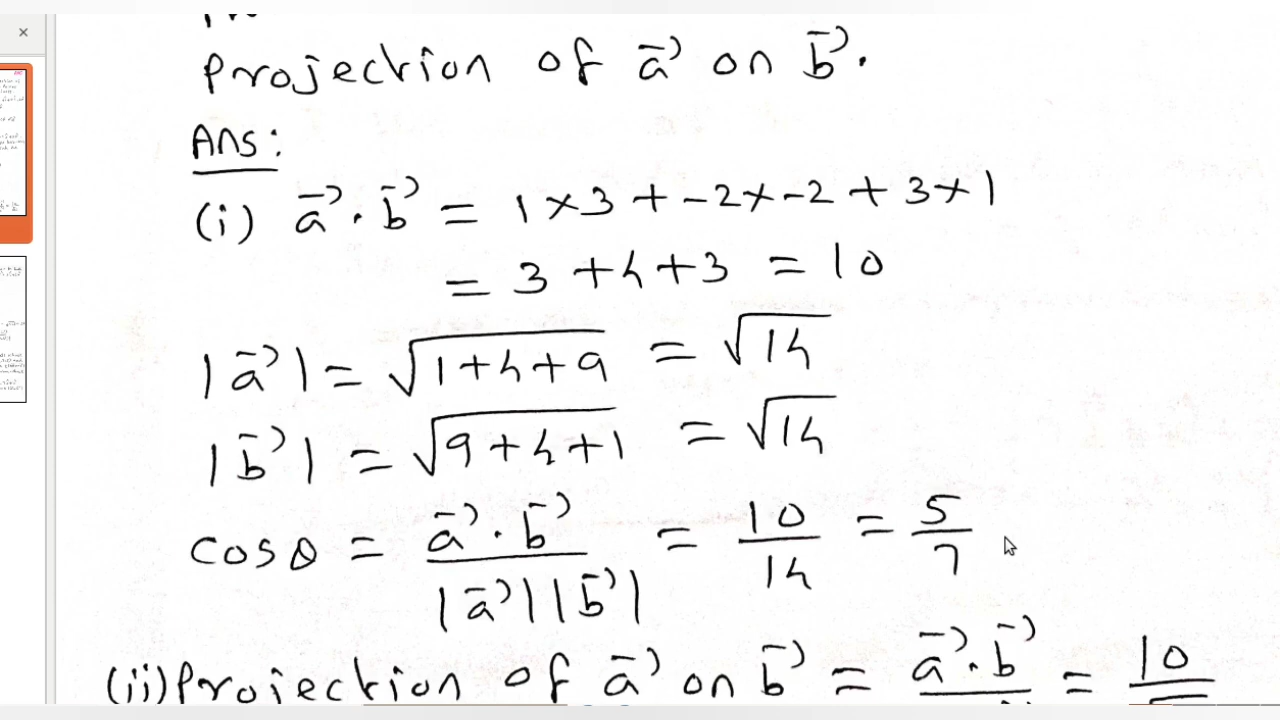 projection of a⃗ on b⃗.
Ans:
(i) a⃗ · b⃗ = 1×3 + -2×-2 + 3×1
= 3 + 4 + 3 = 10
|a⃗| = √(1+4+9) = √14
|b⃗| = √(9+4+1) = √14
cosθ = a⃗ · b⃗ / |a⃗||b⃗| = 10/14 = 5/7
(ii) Projection of a⃗ on b⃗ = a⃗ · b⃗ = 10